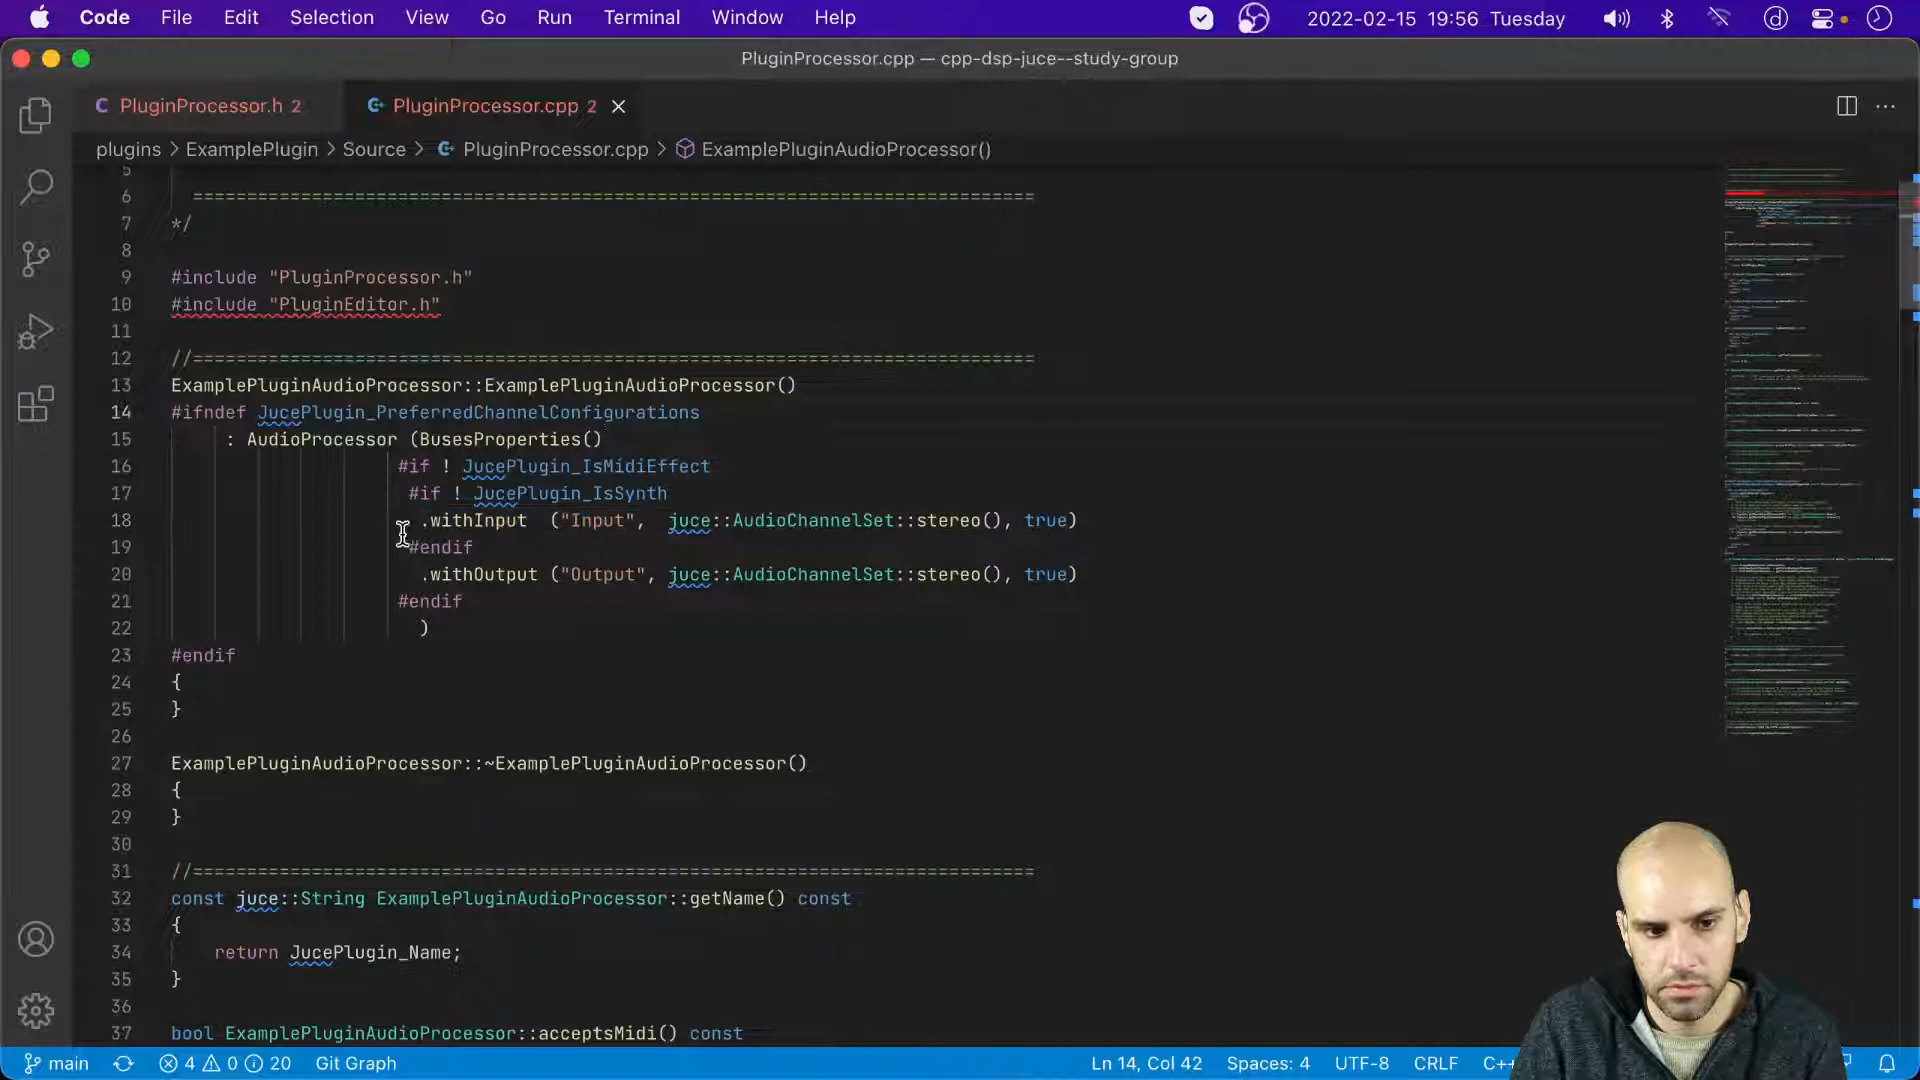 Code File Edit Selection View Go Run Terminal Window Help 2022-02-15 19:56 Tuesday
PluginProcessor.cpp — cpp-dsp-juce--study-group
PluginProcessor.h 2 PluginProcessor.cpp 2
plugins > ExamplePlugin > Source > PluginProcessor.cpp > ExamplePluginAudioProcessor()
5
6 ==============================================================================
7 */
8
9 #include "PluginProcessor.h"
10 #include "PluginEditor.h"
11
12 //==============================================================================
13 ExamplePluginAudioProcessor::ExamplePluginAudioProcessor()
14 #ifndef JucePlugin_PreferredChannelConfigurations
15 : AudioProcessor (BusesProperties()
16 #if ! JucePlugin_IsMidiEffect
17 #if ! JucePlugin_IsSynth
18 .withInput ("Input", juce::AudioChannelSet::stereo(), true)
19 #endif
20 .withOutput ("Output", juce::AudioChannelSet::stereo(), true)
21 #endif
22 )
23 #endif
24 {
25 }
26
27 ExamplePluginAudioProcessor::~ExamplePluginAudioProcessor()
28 {
29 }
30
31 //==============================================================================
32 const juce::String ExamplePluginAudioProcessor::getName() const
33 {
34 return JucePlugin_Name;
35 }
36
37 bool ExamplePluginAudioProcessor::acceptsMidi() const
main 4 0 20 Git Graph Ln 14, Col 42 Spaces: 4 UTF-8 CRLF C++